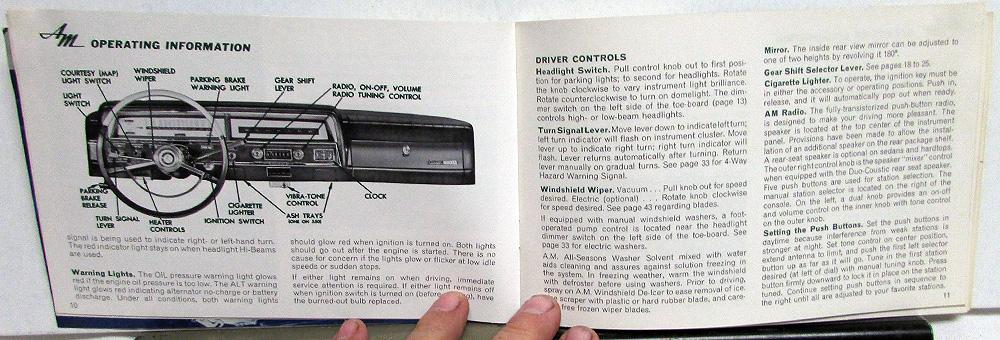 AM OPERATING INFORMATION
COURTESY (MAP)
LIGHT SWITCH
WINDSHIELD
WIPER
PARKING BRAKE
WARNING LIGHT
GEAR SHIFT
LEVER
RADIO, ON-OFF, VOLUME
RADIO TUNING CONTROL
LIGHT
SWITCH
PARKING
BRAKE
RELEASE
TURN
SIGNAL
LEVER
HEATER
CONTROLS
IGNITION SWITCH
CIGARETTE
LIGHTER
ASH TRAYS
VIBRA-TONE
CONTROL
CLOCK
signal is being used to indicate right- or left-hand turn.
The red indicator light stays on when headlight Hi-Beams
are used.
Warning Lights. The OIL pressure warning light glows
red if the engine oil pressure is too low. The ALT warning
light glows red indicating alternator no-charge or battery
discharge. Under all conditions, both warning lights
10
should glow red when ignition is turned on. Both lights
should go out after the engine is started. There is no
cause for concern if the lights glow or flicker at low idle
speeds or sudden stops.
If either light remains on when driving, immediate
service attention is required. If either light remains off
when ignition switch is turned on (before), have
the burned-out bulb replaced.
DRIVER CONTROLS
Headlight Switch. Pull control knob out to first posi-
tion for parking lights; to second for headlights. Rotate
the knob clockwise to vary instrument light brilliance.
Rotate counterclockwise to turn on domelight. The dim-
mer switch on the left side of the toe-board (page 13)
controls high- or low-beam headlights.
Turn Signal Lever. Move lever down to indicate left turn;
left turn indicator will flash on instrument cluster. Move
lever up to indicate right turn; right turn indicator will
flash. Lever returns automatically after turning. Return
lever manually on gradual turns. See page 33 for 4-Way
Hazard Warning Signal.
Windshield Wiper. Vacuum . . . Pull knob out for speed
desired. Electric (optional) . . . Rotate knob clockwise
for speed desired. See page 43 regarding blades.
If equipped with manual windshield washers, a foot-
operated pump control is located near the headlight
dimmer switch on the left side of the toe-board. See
page 33 for electric washers.
A.M. All-Seasons Washer Solvent mixed with water
aids cleaning and assures against solution freezing in
the system. In freezing weather, warm the windshield
with defroster before using washers. Prior to driving,
spray on A.M. Windshield De-Icer to ease removal of ice.
scraper with plastic or hard rubber blade, and care-
free frozen wiper blades.
Mirror. The inside rear view mirror can be adjusted to
one of two heights by revolving it 180°.
Gear Shift Selector Lever. See pages 18 to 25.
Cigarette Lighter. To operate, the ignition key must be
in either the accessory or operating positions. Push in,
release, and it will automatically pop out when ready.
AM Radio. The fully-transistorized push-button radio,
is designed to make your driving more pleasant. The
speaker is located at the top center of the instrument
panel. Provisions have been made to allow the instal-
lation of an additional speaker on the rear package shelf.
A rear-seat speaker is optional on sedans and hardtops.
The outer right control knob is the speaker "mixer" control
when equipped with the Duo-Coustic rear seat speaker.
Five push buttons are used for station selection. The
manual station selector is located on the right of the
console. On the left, a dual knob provides an on-off
and volume control on the inner knob with tone control
on the outer knob.
Setting the Push Buttons. Set the push buttons in
daytime because interference from weak stations is
stronger at night. Set tone control on center position,
extend antenna to limit, and push the first left selector
button up as far as it will go. Tune in the first station
desired (at left of dial) with manual tuning knob. Press
button firmly downward to lock it in place on the station
tuned. Continue setting push buttons in sequence to
the right until all are adjusted to your favorite stations.
11